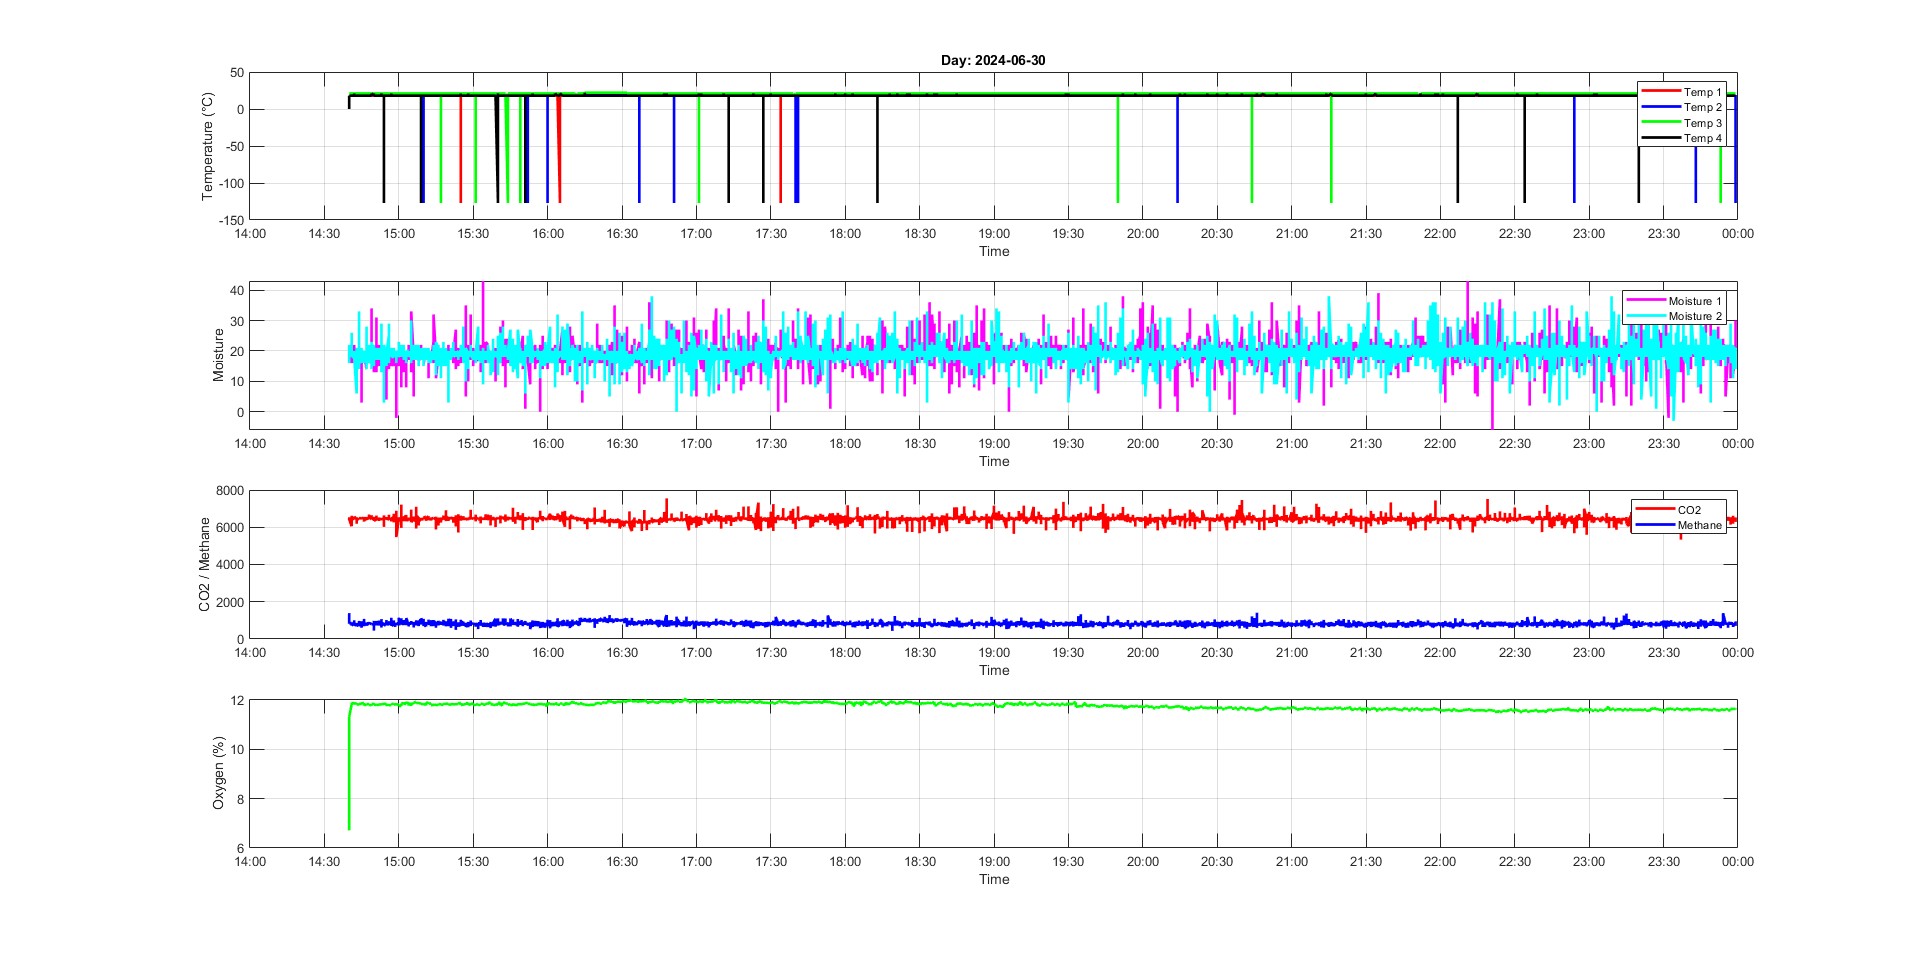 Day: 2024-06-30
50
0
-50
-100
-150
Temperature (°C)
Temp 1
Temp 2
Temp 3
Temp 4
14:00 14:30 15:00 15:30 16:00 16:30 17:00 17:30 18:00 18:30 19:00 19:30 20:00 20:30 21:00 21:30 22:00 22:30 23:00 23:30 00:00
Time
40
30
20
10
0
Moisture
Moisture 1
Moisture 2
14:00 14:30 15:00 15:30 16:00 16:30 17:00 17:30 18:00 18:30 19:00 19:30 20:00 20:30 21:00 21:30 22:00 22:30 23:00 23:30 00:00
Time
8000
6000
4000
2000
0
CO2 / Methane
CO2
Methane
14:00 14:30 15:00 15:30 16:00 16:30 17:00 17:30 18:00 18:30 19:00 19:30 20:00 20:30 21:00 21:30 22:00 22:30 23:00 23:30 00:00
Time
12
10
8
6
Oxygen (%)
14:00 14:30 15:00 15:30 16:00 16:30 17:00 17:30 18:00 18:30 19:00 19:30 20:00 20:30 21:00 21:30 22:00 22:30 23:00 23:30 00:00
Time